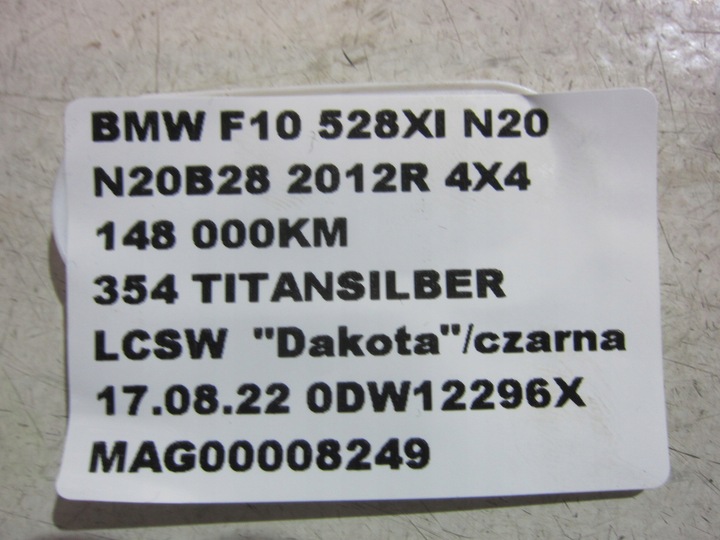 BMW F10 528XI N20
N20B28 2012R 4X4
148 000KM
354 TITANSILBER
LCSW "Dakota"/czarna
17.08.22 0DW12296X
MAG00008249